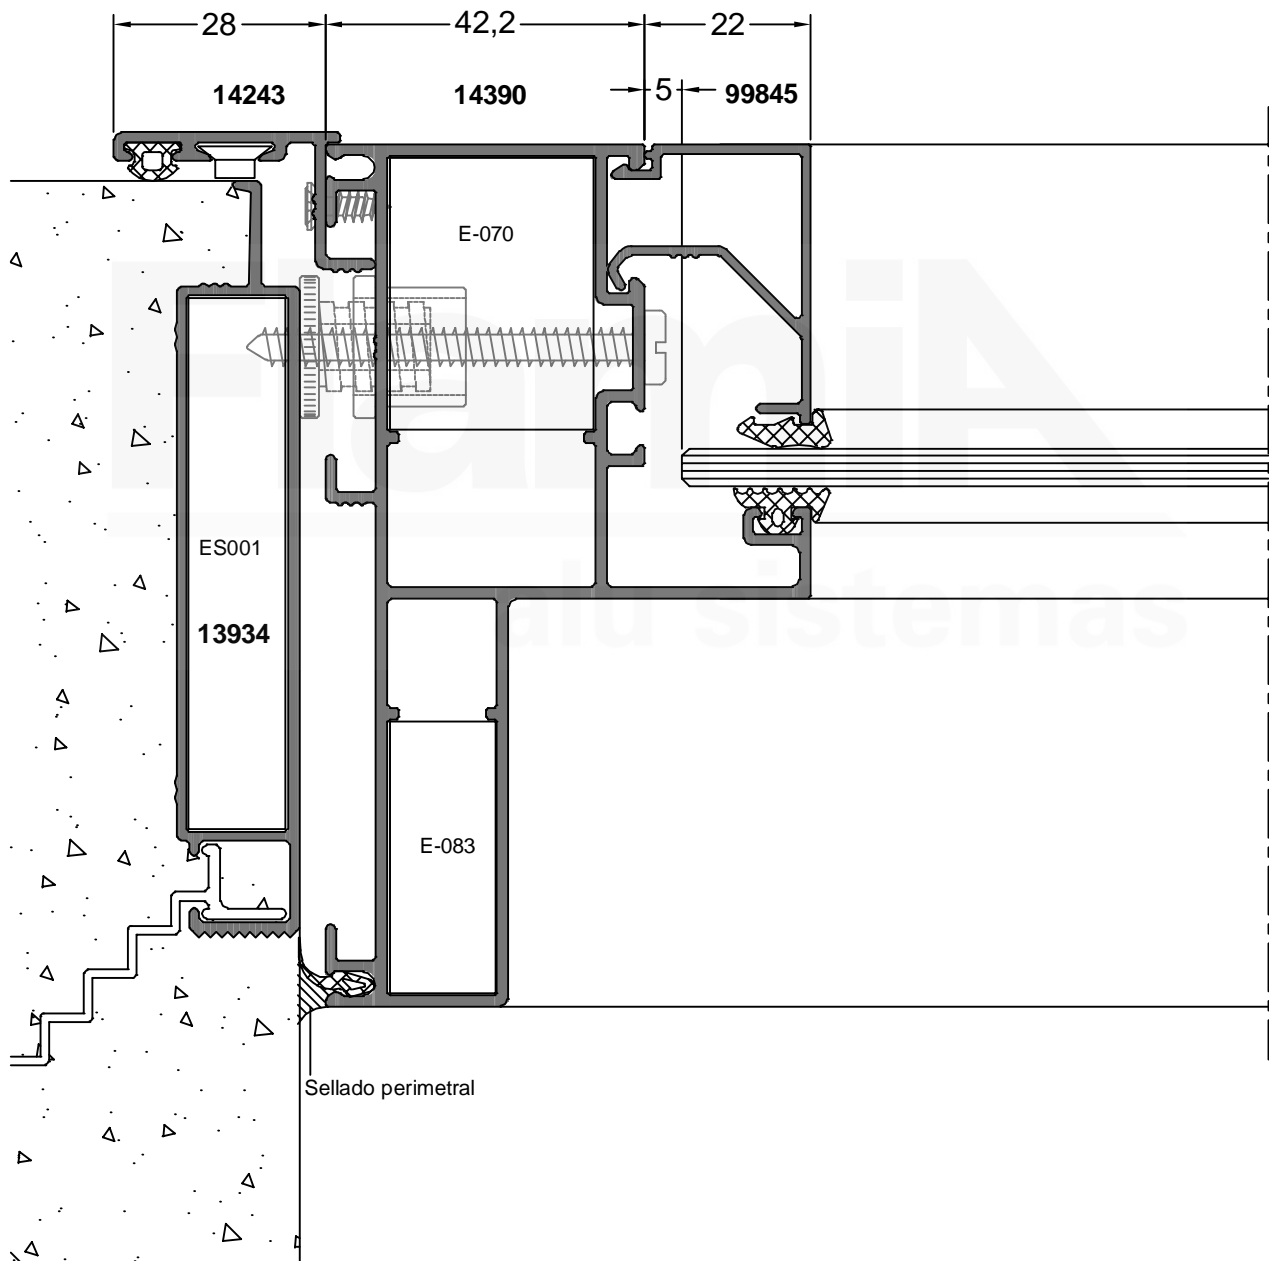 28
42,2
22
14243
14390
5
99845
E-070
ES001
13934
E-083
Sellado perimetral
alu sistemas